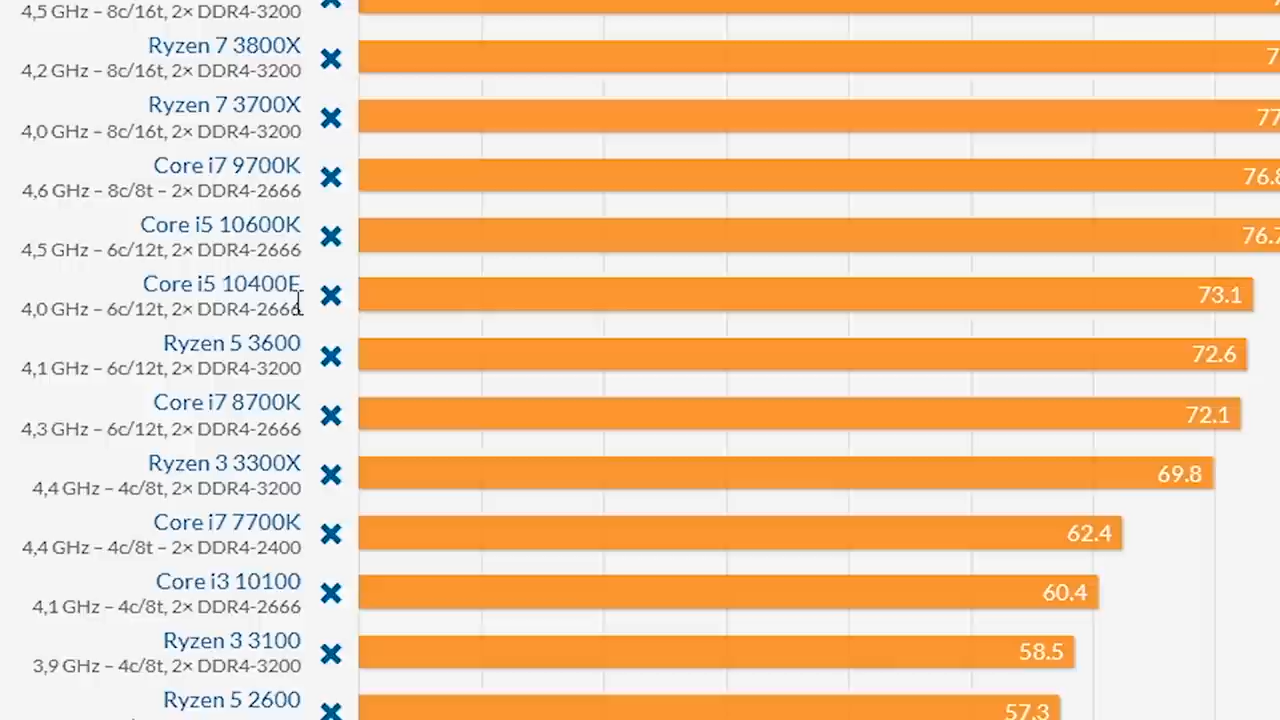 4,5 GHz – 8c/16t, 2× DDR4-3200
Ryzen 7 3800X
4,2 GHz – 8c/16t, 2× DDR4-3200
Ryzen 7 3700X
4,0 GHz – 8c/16t, 2× DDR4-3200
77
Core i7 9700K
4,6 GHz – 8c/8t – 2× DDR4-2666
76.8
Core i5 10600K
4,5 GHz – 6c/12t, 2× DDR4-2666
76.7
Core i5 10400F
4,0 GHz – 6c/12t, 2× DDR4-2666
73.1
Ryzen 5 3600
4,1 GHz – 6c/12t, 2× DDR4-3200
72.6
Core i7 8700K
4,3 GHz – 6c/12t, 2× DDR4-2666
72.1
Ryzen 3 3300X
4,4 GHz – 4c/8t, 2× DDR4-3200
69.8
Core i7 7700K
4,4 GHz – 4c/8t – 2× DDR4-2400
62.4
Core i3 10100
4,1 GHz – 4c/8t, 2× DDR4-2666
60.4
Ryzen 3 3100
3,9 GHz – 4c/8t, 2× DDR4-3200
58.5
Ryzen 5 2600
57.3